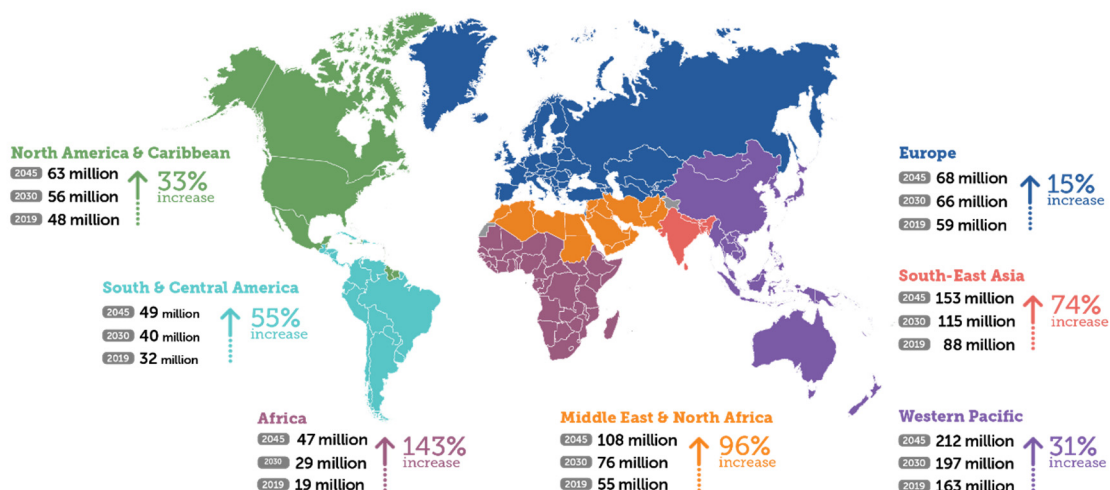 North America & Caribbean
2045 63 million
2030 56 million
2019 48 million
33%
increase
South & Central America
2045 49 million
2030 40 million
2019 32 million
55%
increase
Africa
2045 47 million
2030 29 million
2019 19 million
143%
increase
Middle East & North Africa
2045 108 million
2030 76 million
2019 55 million
96%
increase
Europe
2045 68 million
2030 66 million
2019 59 million
15%
increase
South-East Asia
2045 153 million
2030 115 million
2019 88 million
74%
increase
Western Pacific
2045 212 million
2030 197 million
2019 163 million
31%
increase